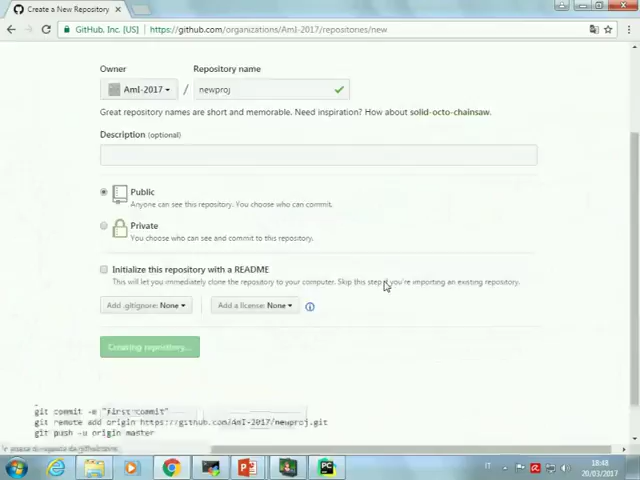 Create a New Repository
GitHub, Inc. [US] https://github.com/organizations/AmI-2017/repositories/new
Owner Repository name
AmI-2017 / newproj
Great repository names are short and memorable. Need inspiration? How about solid-octo-chainsaw.
Description (optional)
Public
Anyone can see this repository. You choose who can commit.
Private
You choose who can see and commit to this repository.
Initialize this repository with a README
This will let you immediately clone the repository to your computer. Skip this step if you're importing an existing repository.
Add .gitignore: None Add a license: None
Creating repository...
git commit -m "first commit"
git remote add origin https://github.com/AmI-2017/newproj.git
git push -u origin master
IT 18:48
20/03/2017